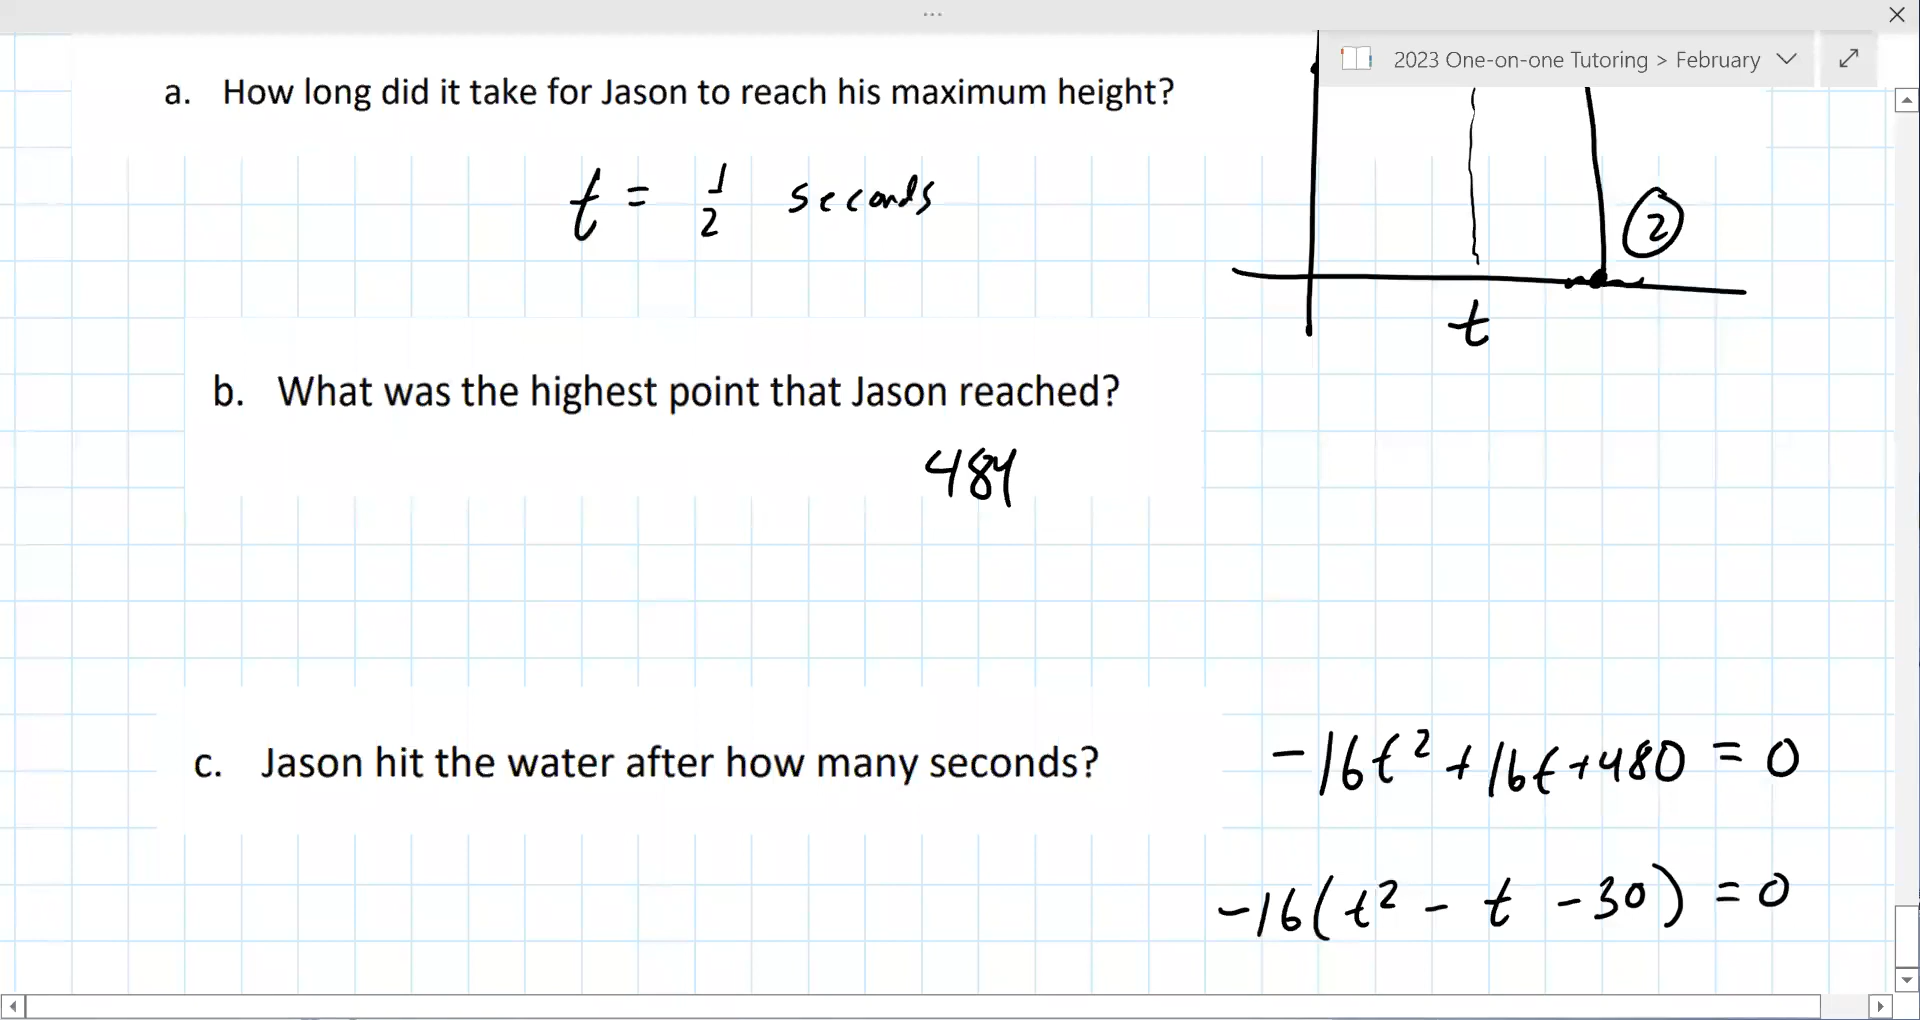 2023 One-on-one Tutoring > February
a. How long did it take for Jason to reach his maximum height?
t = 1/2 seconds
2
t
b. What was the highest point that Jason reached?
484
c. Jason hit the water after how many seconds?
-16t² + 16t + 480 = 0
-16(t² - t - 30) = 0